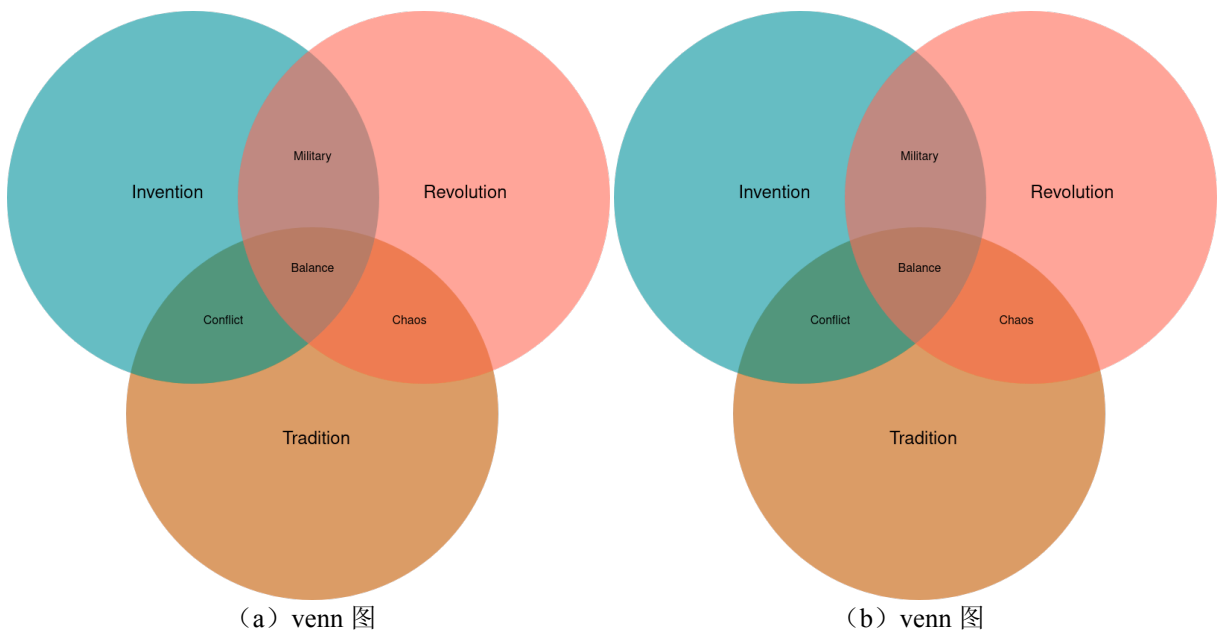 Military
Invention
Revolution
Balance
Conflict
Chaos
Tradition
（a）venn 图
Military
Invention
Revolution
Balance
Conflict
Chaos
Tradition
（b）venn 图